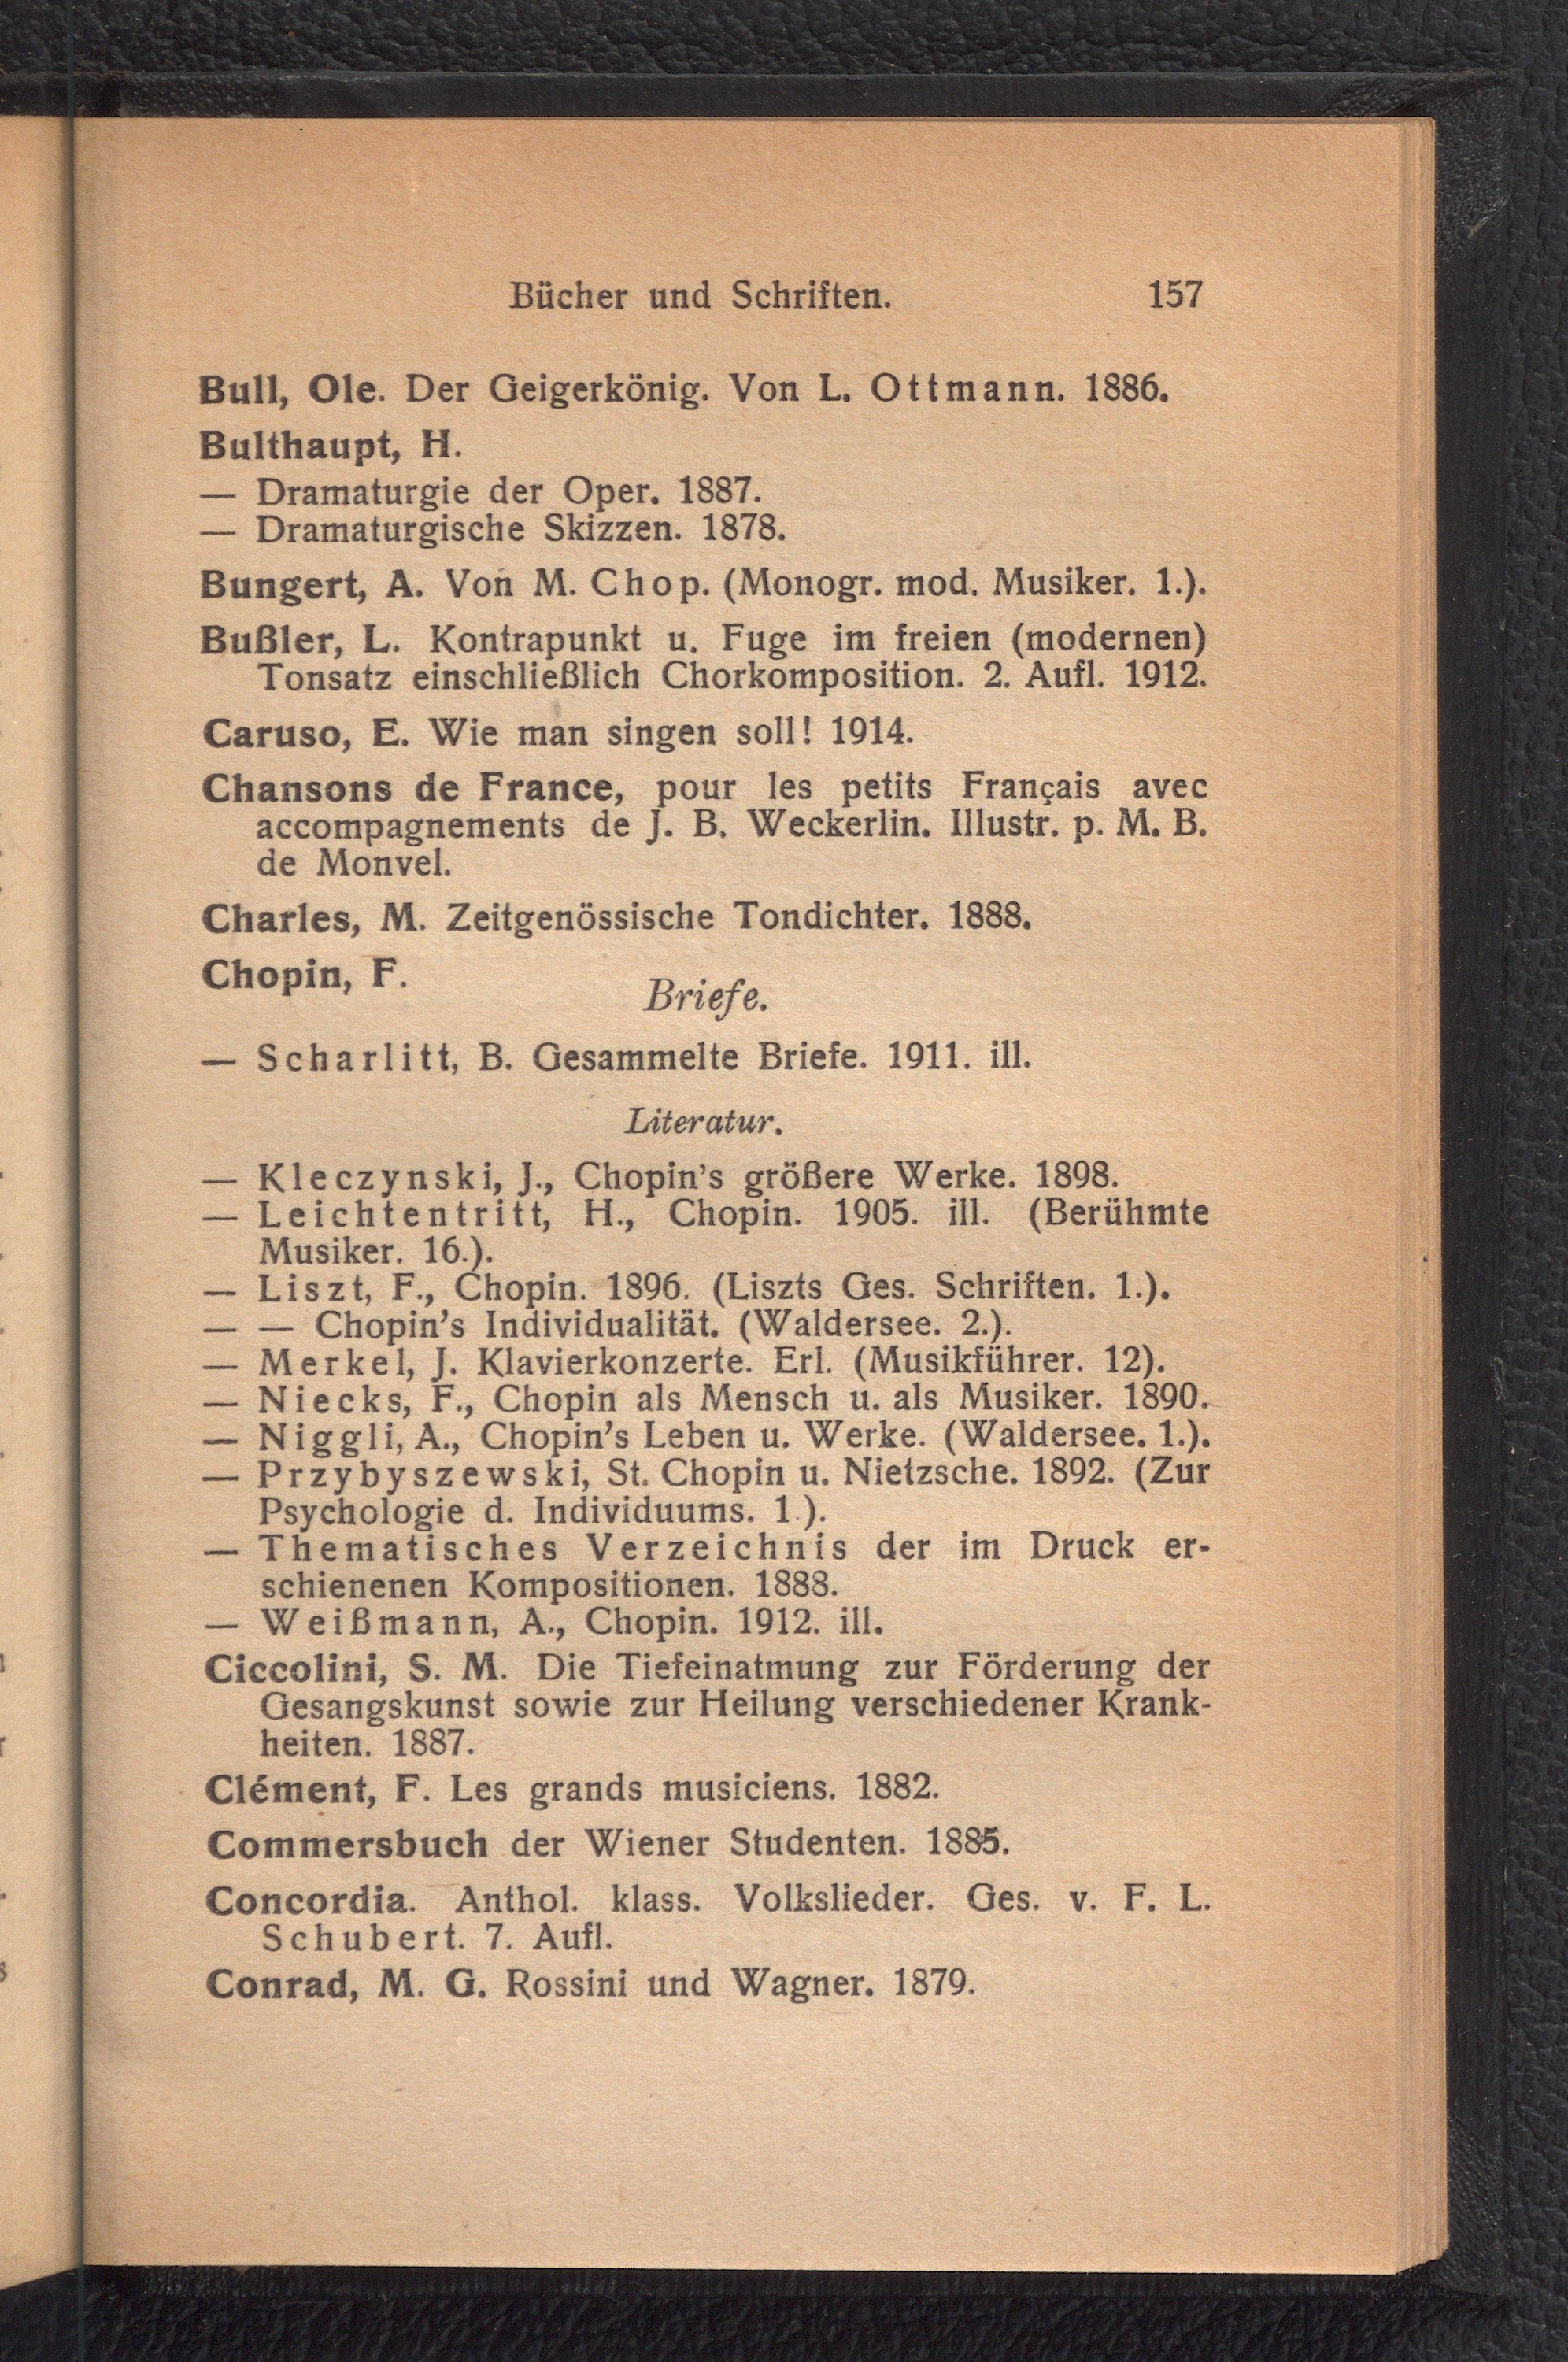 Bücher und Schriften. 157
Bull, Ole. Der Geigerkönig. Von L. Ottmann. 1886.
Bulthaupt, H.
— Dramaturgie der Oper. 1887.
— Dramaturgische Skizzen. 1878.
Bungert, A. Von M. Chop. (Monogr. mod. Musiker. 1.).
Bußler, L. Kontrapunkt u. Fuge im freien (modernen)
Tonsatz einschließlich Chorkomposition. 2. Aufl. 1912.
Caruso, E. Wie man singen soll! 1914.
Chansons de France, pour les petits Français avec
accompagnements de J. B. Weckerlin. Illustr. p. M. B.
de Monvel.
Charles, M. Zeitgenössische Tondichter. 1888.
Chopin, F.
Briefe.
— Scharlitt, B. Gesammelte Briefe. 1911. ill.
Literatur.
— Kleczynski, J., Chopin's größere Werke. 1898.
— Leichtentritt, H., Chopin. 1905. ill. (Berühmte
Musiker. 16.).
— Liszt, F., Chopin. 1896. (Liszts Ges. Schriften. 1.).
— — Chopin's Individualität. (Waldersee. 2.).
— Merkel, J. Klavierkonzerte. Erl. (Musikführer. 12).
— Niecks, F., Chopin als Mensch u. als Musiker. 1890.
— Niggli, A., Chopin's Leben u. Werke. (Waldersee. 1.).
— Przybyszewski, St. Chopin u. Nietzsche. 1892. (Zur
Psychologie d. Individuums. 1.).
— Thematisches Verzeichnis der im Druck er-
schienenen Kompositionen. 1888.
— Weißmann, A., Chopin. 1912. ill.
Ciccolini, S. M. Die Tiefeinatmung zur Förderung der
Gesangskunst sowie zur Heilung verschiedener Krank-
heiten. 1887.
Clément, F. Les grands musiciens. 1882.
Commersbuch der Wiener Studenten. 1885.
Concordia. Anthol. klass. Volkslieder. Ges. v. F. L.
Schubert. 7. Aufl.
Conrad, M. G. Rossini und Wagner. 1879.